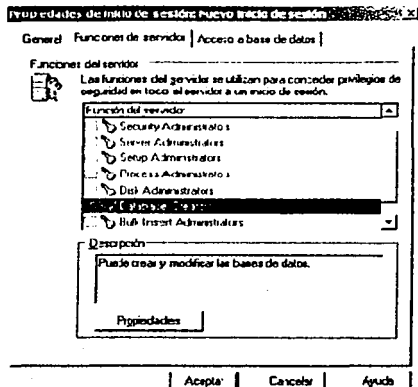 Propiedades de inicio de sesión: Nuevo inicio de sesión
General Funciones de servidor Acceso a base de datos
Funciones del servidor
Las funciones del servidor se utilizan para conceder privilegios de
seguridad en todo el servidor a un inicio de sesión.
Función del servidor
Security Administrators
Server Administrators
Setup Administrators
Process Administrators
Disk Administrators
Database Creators
Bulk Insert Administrators
Descripción
Puede crear y modificar las bases de datos.
Propiedades
Aceptar Cancelar Ayuda